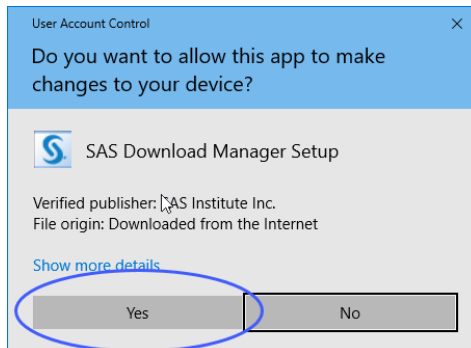 User Account Control
Do you want to allow this app to make
changes to your device?
SAS Download Manager Setup
Verified publisher: SAS Institute Inc.
File origin: Downloaded from the Internet
Show more details
Yes
No